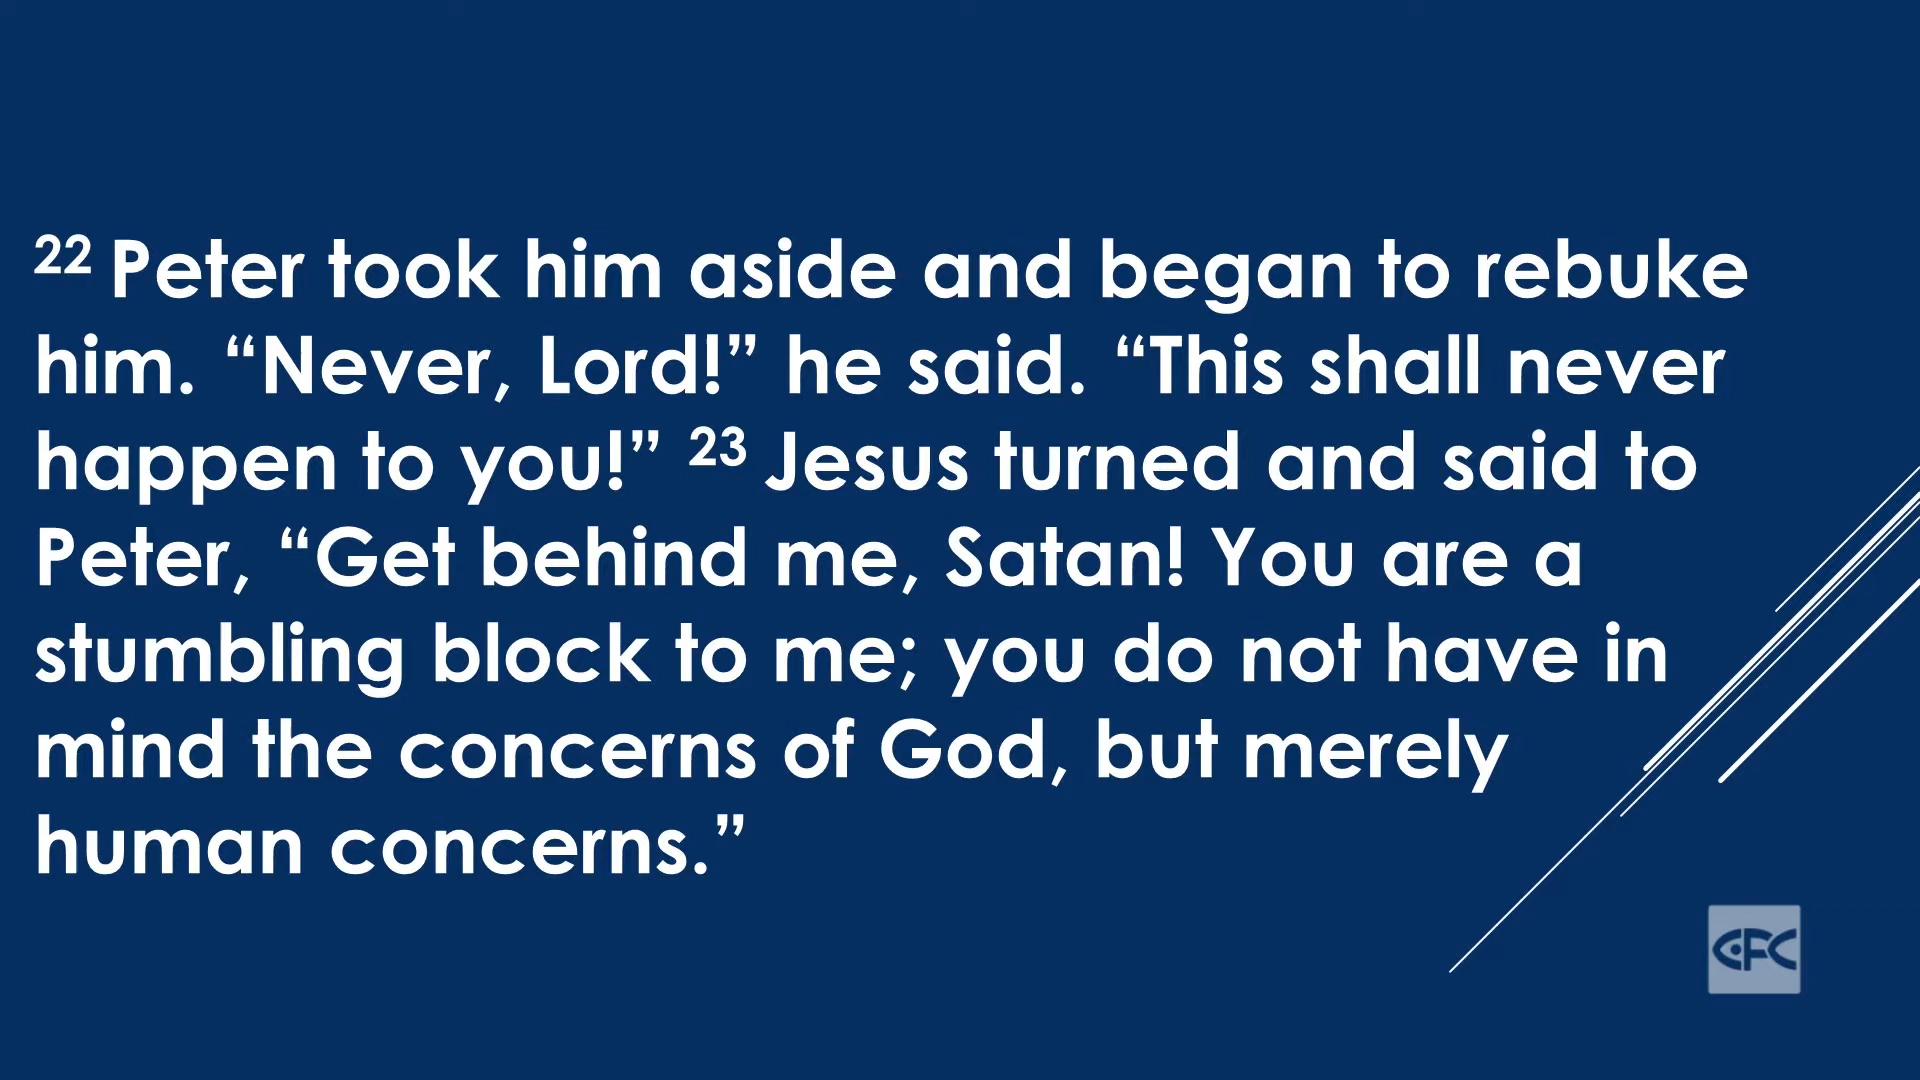 22 Peter took him aside and began to rebuke
him. “Never, Lord!” he said. “This shall never
happen to you!” 23 Jesus turned and said to
Peter, “Get behind me, Satan! You are a
stumbling block to me; you do not have in
mind the concerns of God, but merely
human concerns.”
CFC